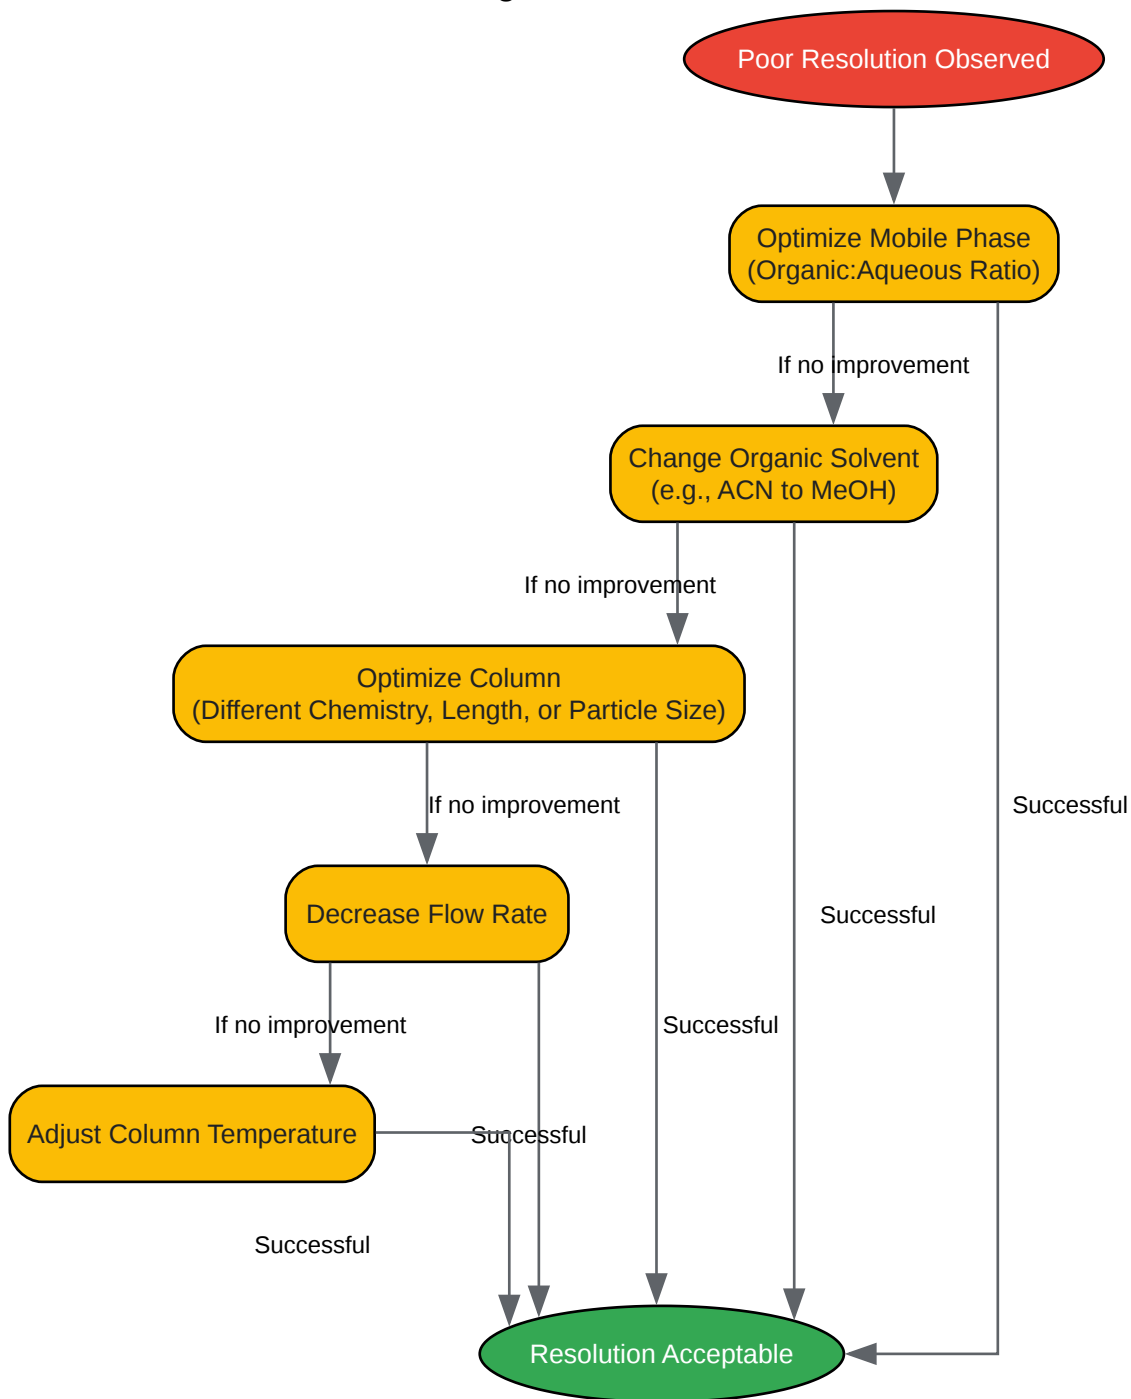 Poor Resolution Observed
Optimize Mobile Phase
(Organic:Aqueous Ratio)
If no improvement
Change Organic Solvent
(e.g., ACN to MeOH)
If no improvement
Optimize Column
(Different Chemistry, Length, or Particle Size)
If no improvement
Successful
Decrease Flow Rate
Successful
If no improvement
Successful
Adjust Column Temperature
Successful
Successful
Resolution Acceptable